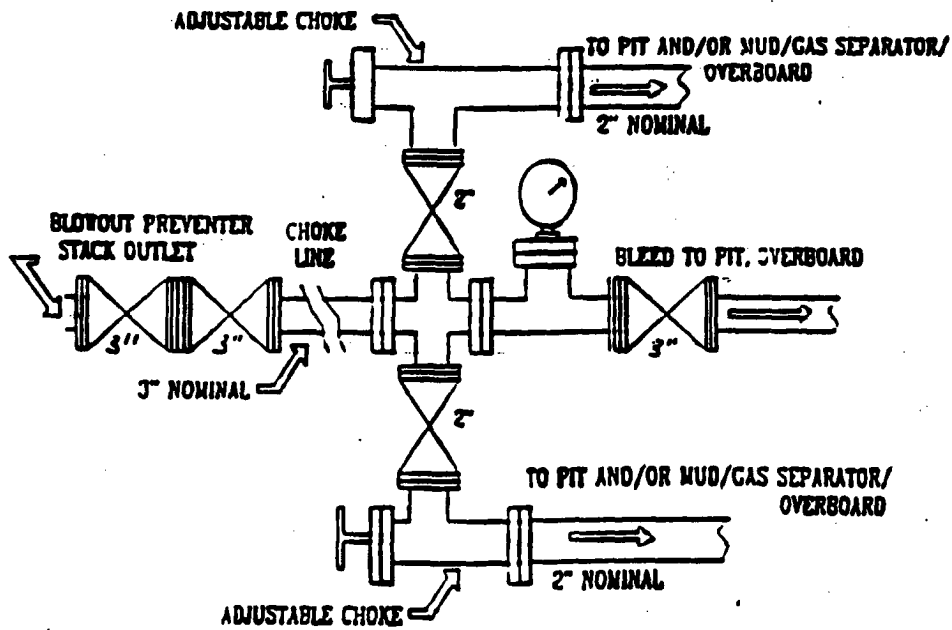 ADJUSTABLE CHOKE
TO PIT AND/OR MUD/GAS SEPARATOR/
OVERBOARD
2" NOMINAL
2"
BLOWOUT PREVENTER
STACK OUTLET
CHOKE
LINE
BLEED TO PIT, OVERBOARD
3"
3"
3"
3" NOMINAL
2"
TO PIT AND/OR MUD/GAS SEPARATOR/
OVERBOARD
2" NOMINAL
ADJUSTABLE CHOKE